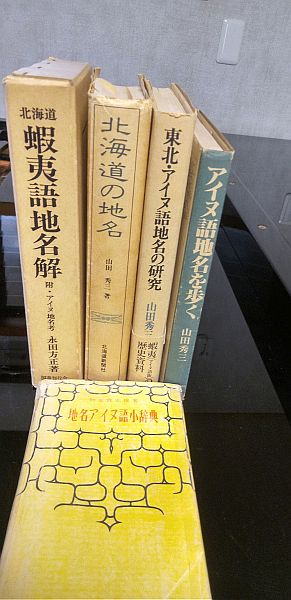 北海道
蝦夷語地名解
附・アイヌ地名考
永田方正著
北海道の地名
山田 秀三著
北海道新聞社
東北・アイヌ語地名の研究
山田秀三
蝦夷
歴史資料
アイヌ語地名を歩く
山田秀三
地名アイヌ語小辞典